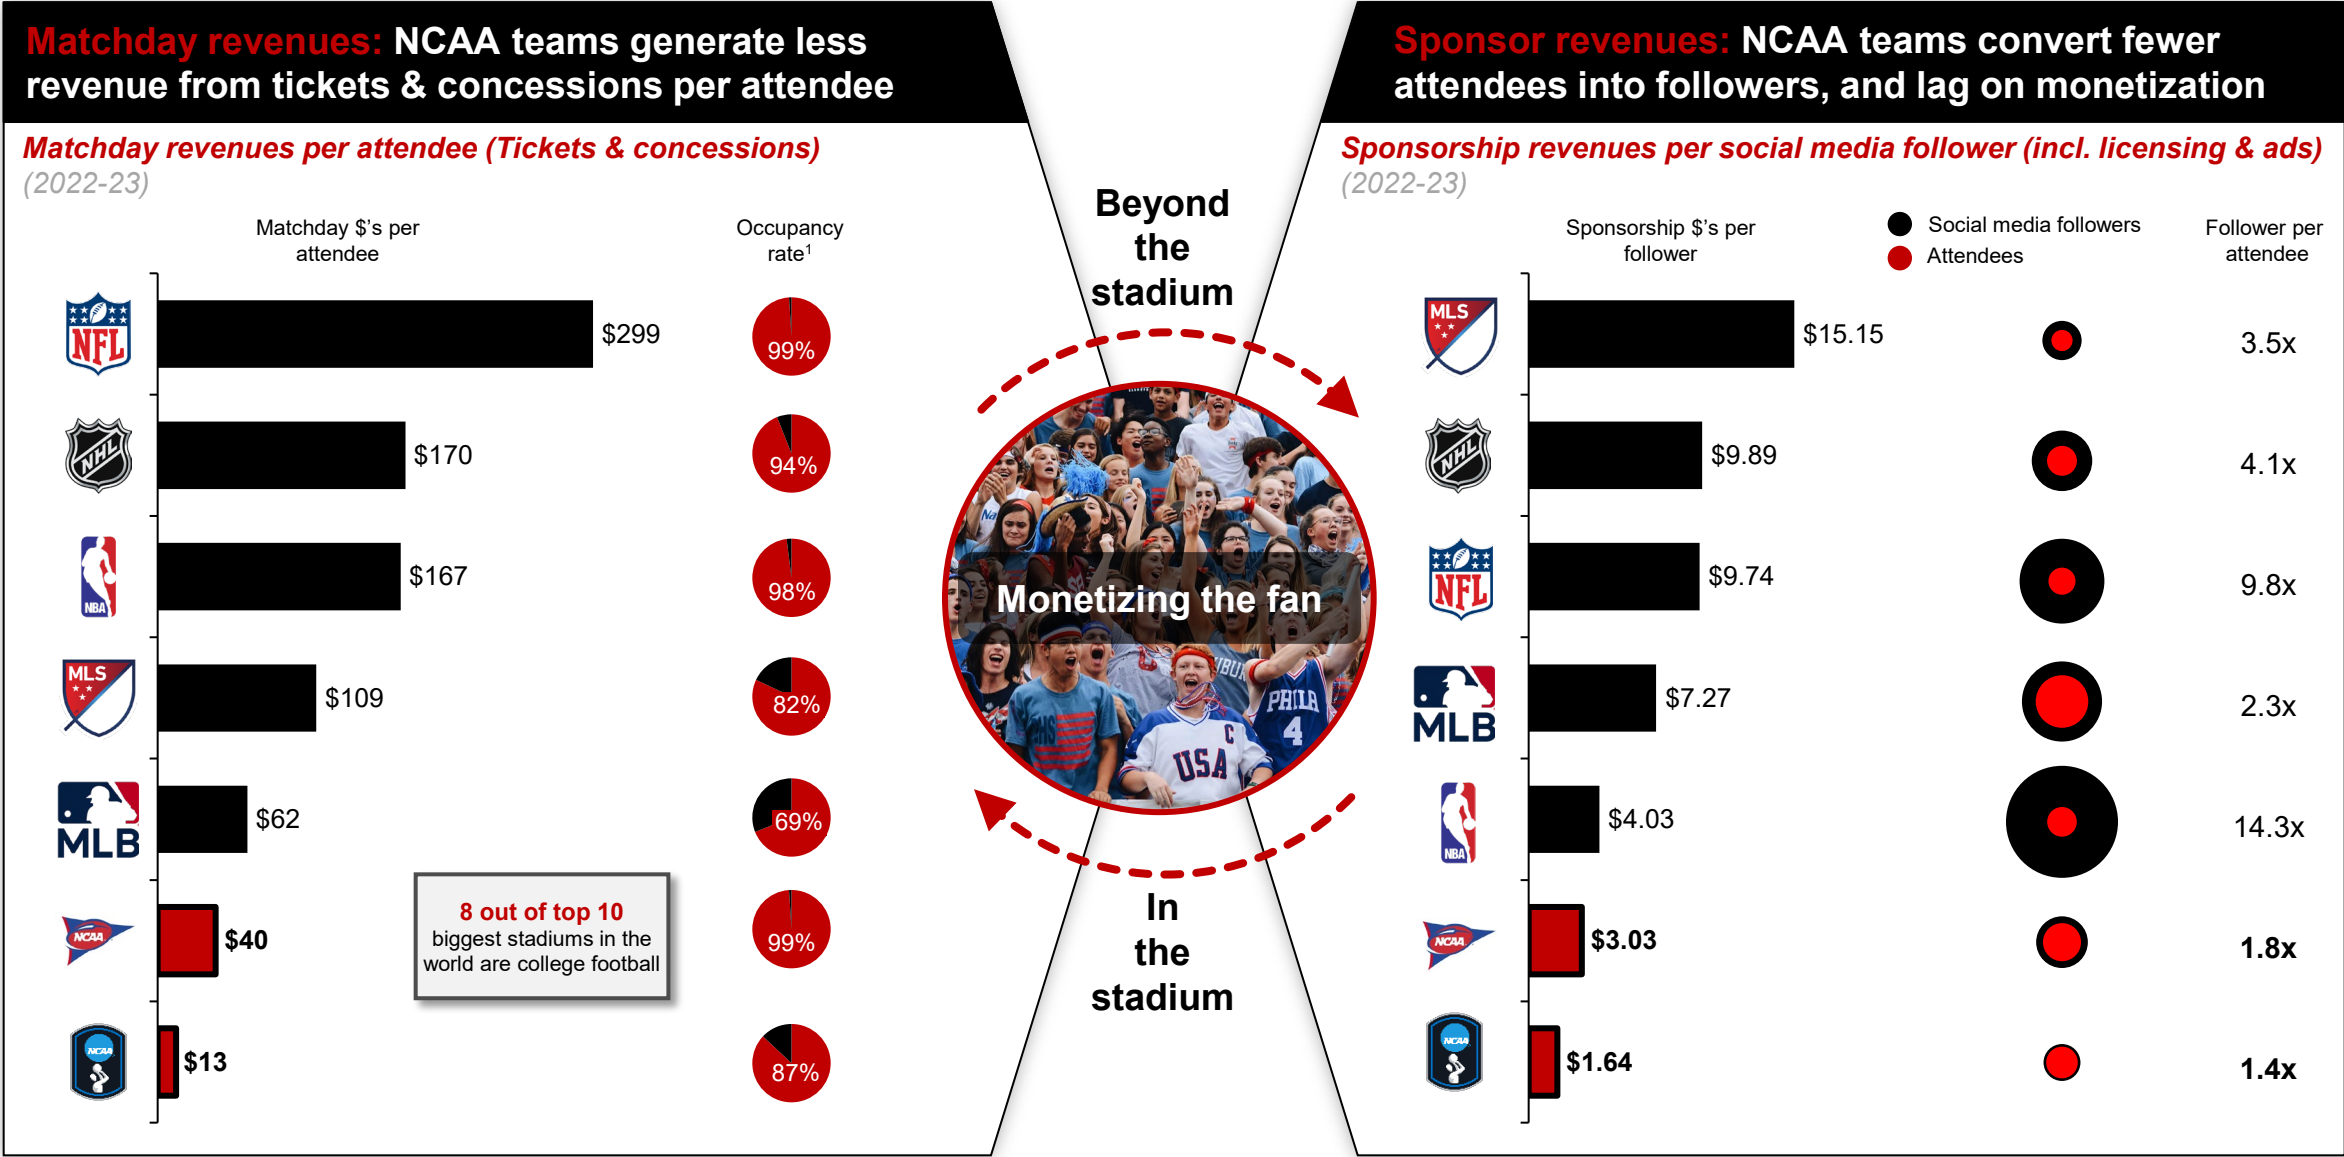 Matchday revenues: NCAA teams generate less
revenue from tickets & concessions per attendee
Matchday revenues per attendee (Tickets & concessions)
(2022-23)
Matchday $'s per
attendee
Occupancy
rate1
NFL
$299
99%
NHL
$170
94%
NBA
$167
98%
MLS
$109
82%
MLB
$62
69%
NCAA
$40
99%
8 out of top 10
biggest stadiums in the
world are college football
NCAA
$13
87%
Beyond
the
stadium
Monetizing the fan
PHILA
4
C
USA
In
the
stadium
Sponsor revenues: NCAA teams convert fewer
attendees into followers, and lag on monetization
Sponsorship revenues per social media follower (incl. licensing & ads)
(2022-23)
Sponsorship $'s per
follower
Social media followers
Attendees
Follower per
attendee
MLS
$15.15
3.5x
NHL
$9.89
4.1x
NFL
$9.74
9.8x
MLB
$7.27
2.3x
NBA
$4.03
14.3x
NCAA
$3.03
1.8x
NCAA
$1.64
1.4x